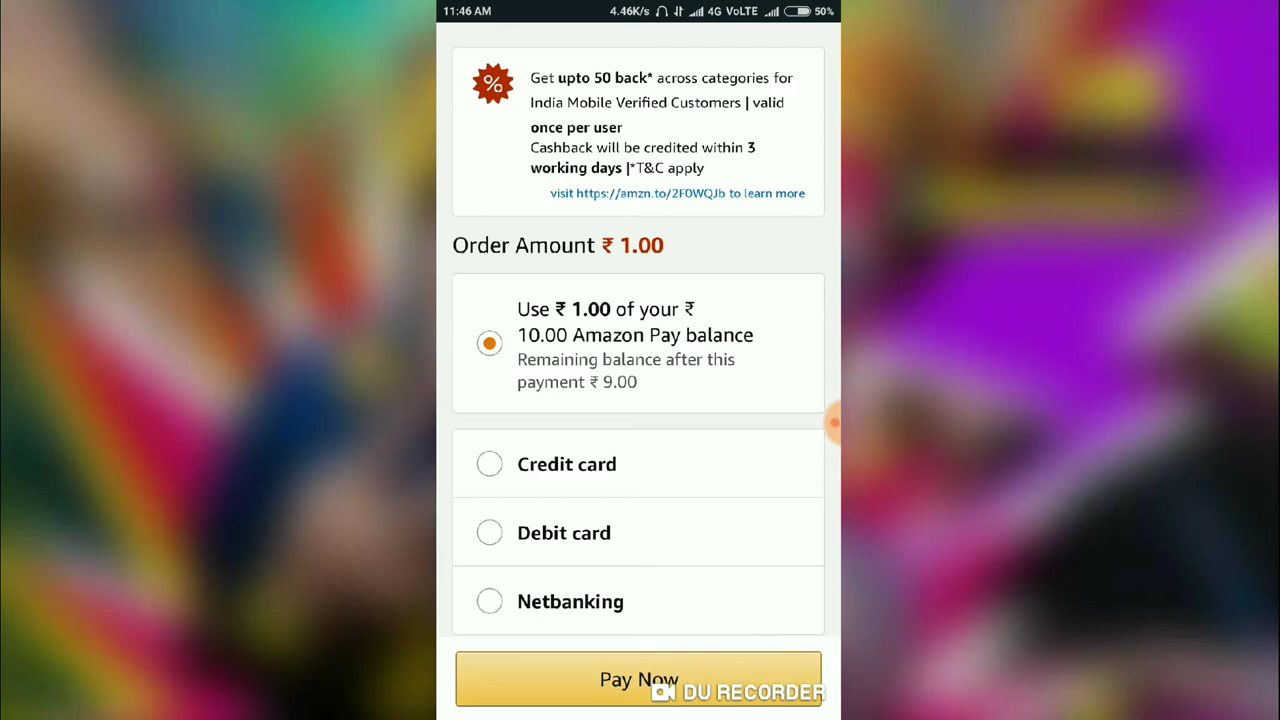 11:46 AM 4.46K/s 4G VoLTE 50%
%
Get upto 50 back* across categories for
India Mobile Verified Customers | valid
once per user
Cashback will be credited within 3
working days |*T&C apply
visit https://amzn.to/2F0WQJb to learn more
Order Amount ₹ 1.00
Use ₹ 1.00 of your ₹
10.00 Amazon Pay balance
Remaining balance after this
payment ₹ 9.00
Credit card
Debit card
Netbanking
Pay Now
DU RECORDER